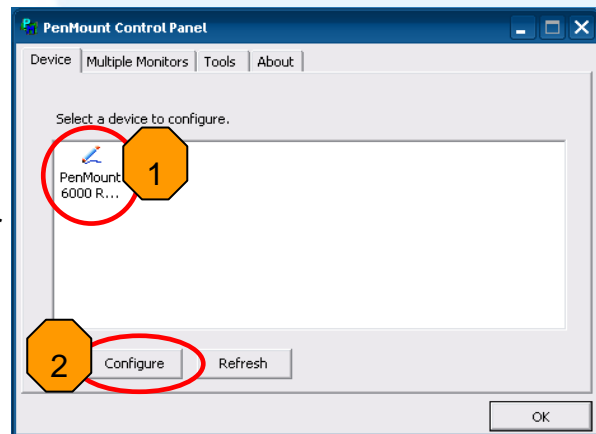 PenMount Control Panel
Device Multiple Monitors Tools About
Select a device to configure.
1
PenMount
6000 R...
2
Configure Refresh
OK